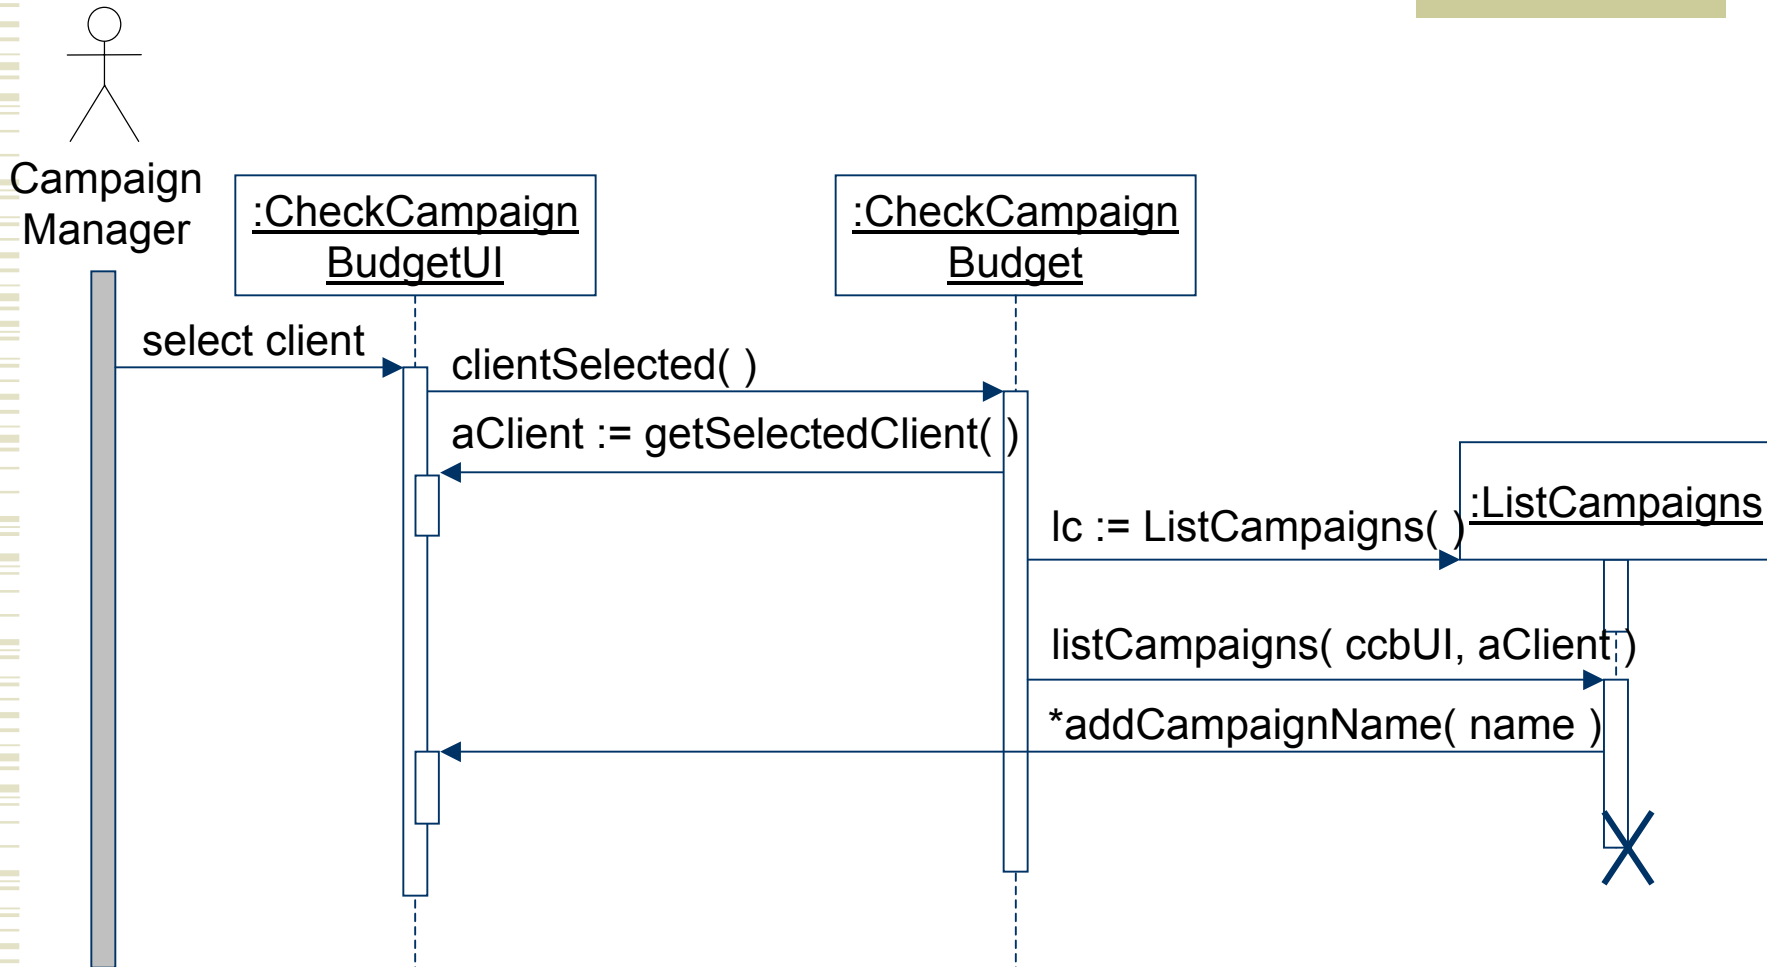 Campaign
Manager
:CheckCampaign
BudgetUI
:CheckCampaign
Budget
select client
clientSelected( )
aClient := getSelectedClient( )
:ListCampaigns
lc := ListCampaigns( )
listCampaigns( ccbUI, aClient )
*addCampaignName( name )